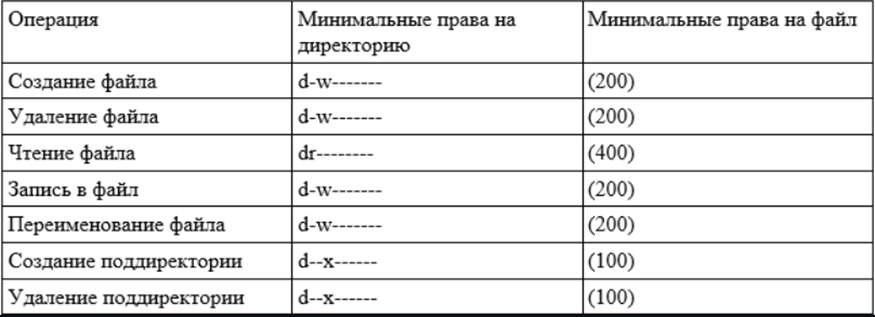 Операция Минимальные права на директорию Минимальные права на файл
Создание файла d-w------- (200)
Удаление файла d-w------- (200)
Чтение файла dr-------- (400)
Запись в файл d-w------- (200)
Переименование файла d-w------- (200)
Создание поддиректории d--x------ (100)
Удаление поддиректории d--x------ (100)